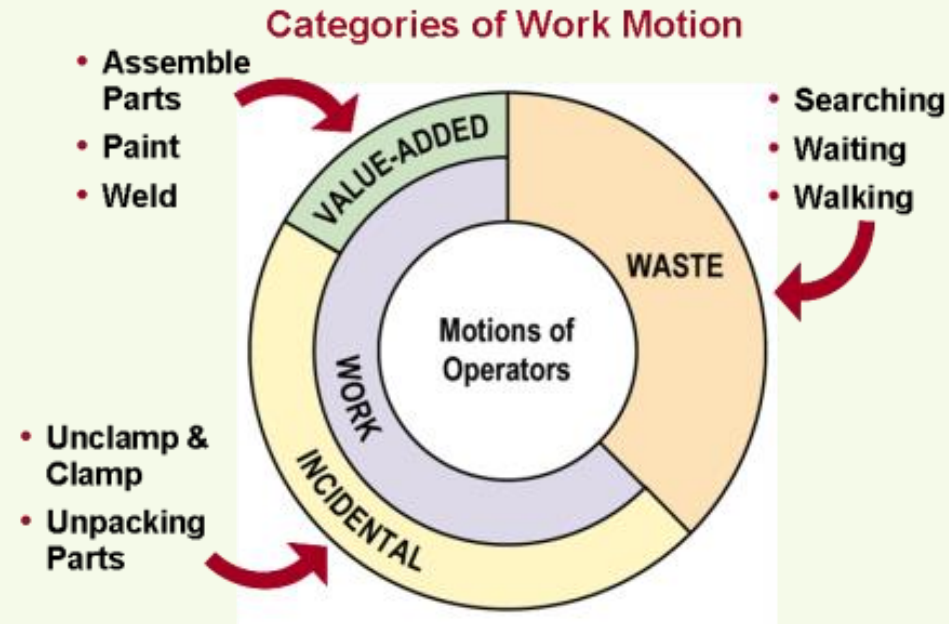 Categories of Work Motion
• Assemble
Parts
• Paint
• Weld
• Searching
• Waiting
• Walking
VALUE-ADDED
WASTE
Motions of
Operators
WORK
INCIDENTAL
• Unclamp &
Clamp
• Unpacking
Parts